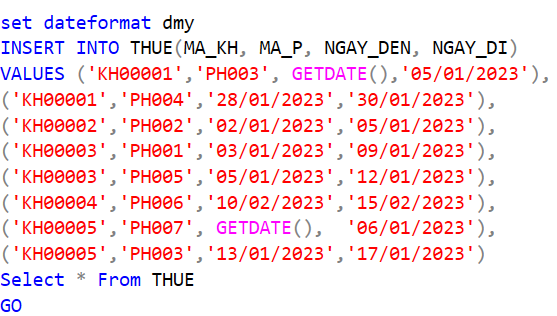 set dateformat dmy
INSERT INTO THUE(MA_KH, MA_P, NGAY_DEN, NGAY_DI)
VALUES ('KH00001','PH003', GETDATE(),'05/01/2023'),
('KH00001','PH004','28/01/2023','30/01/2023'),
('KH00002','PH002','02/01/2023','05/01/2023'),
('KH00003','PH001','03/01/2023','09/01/2023'),
('KH00003','PH005','05/01/2023','12/01/2023'),
('KH00004','PH006','10/02/2023','15/02/2023'),
('KH00005','PH007', GETDATE(),  '06/01/2023'),
('KH00005','PH003','13/01/2023','17/01/2023')
Select * From THUE
GO